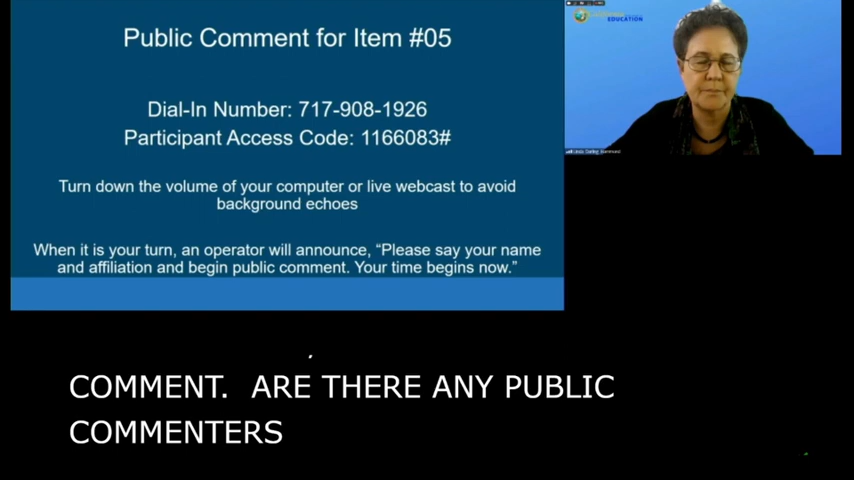 Public Comment for Item #05
EDUCATION
Dial-In Number: 717-908-1926
Participant Access Code: 1166083#
Turn down the volume of your computer or live webcast to avoid
background echoes
When it is your turn, an operator will announce, “Please say your name
and affiliation and begin public comment. Your time begins now.”
COMMENT.  ARE THERE ANY PUBLIC
COMMENTERS